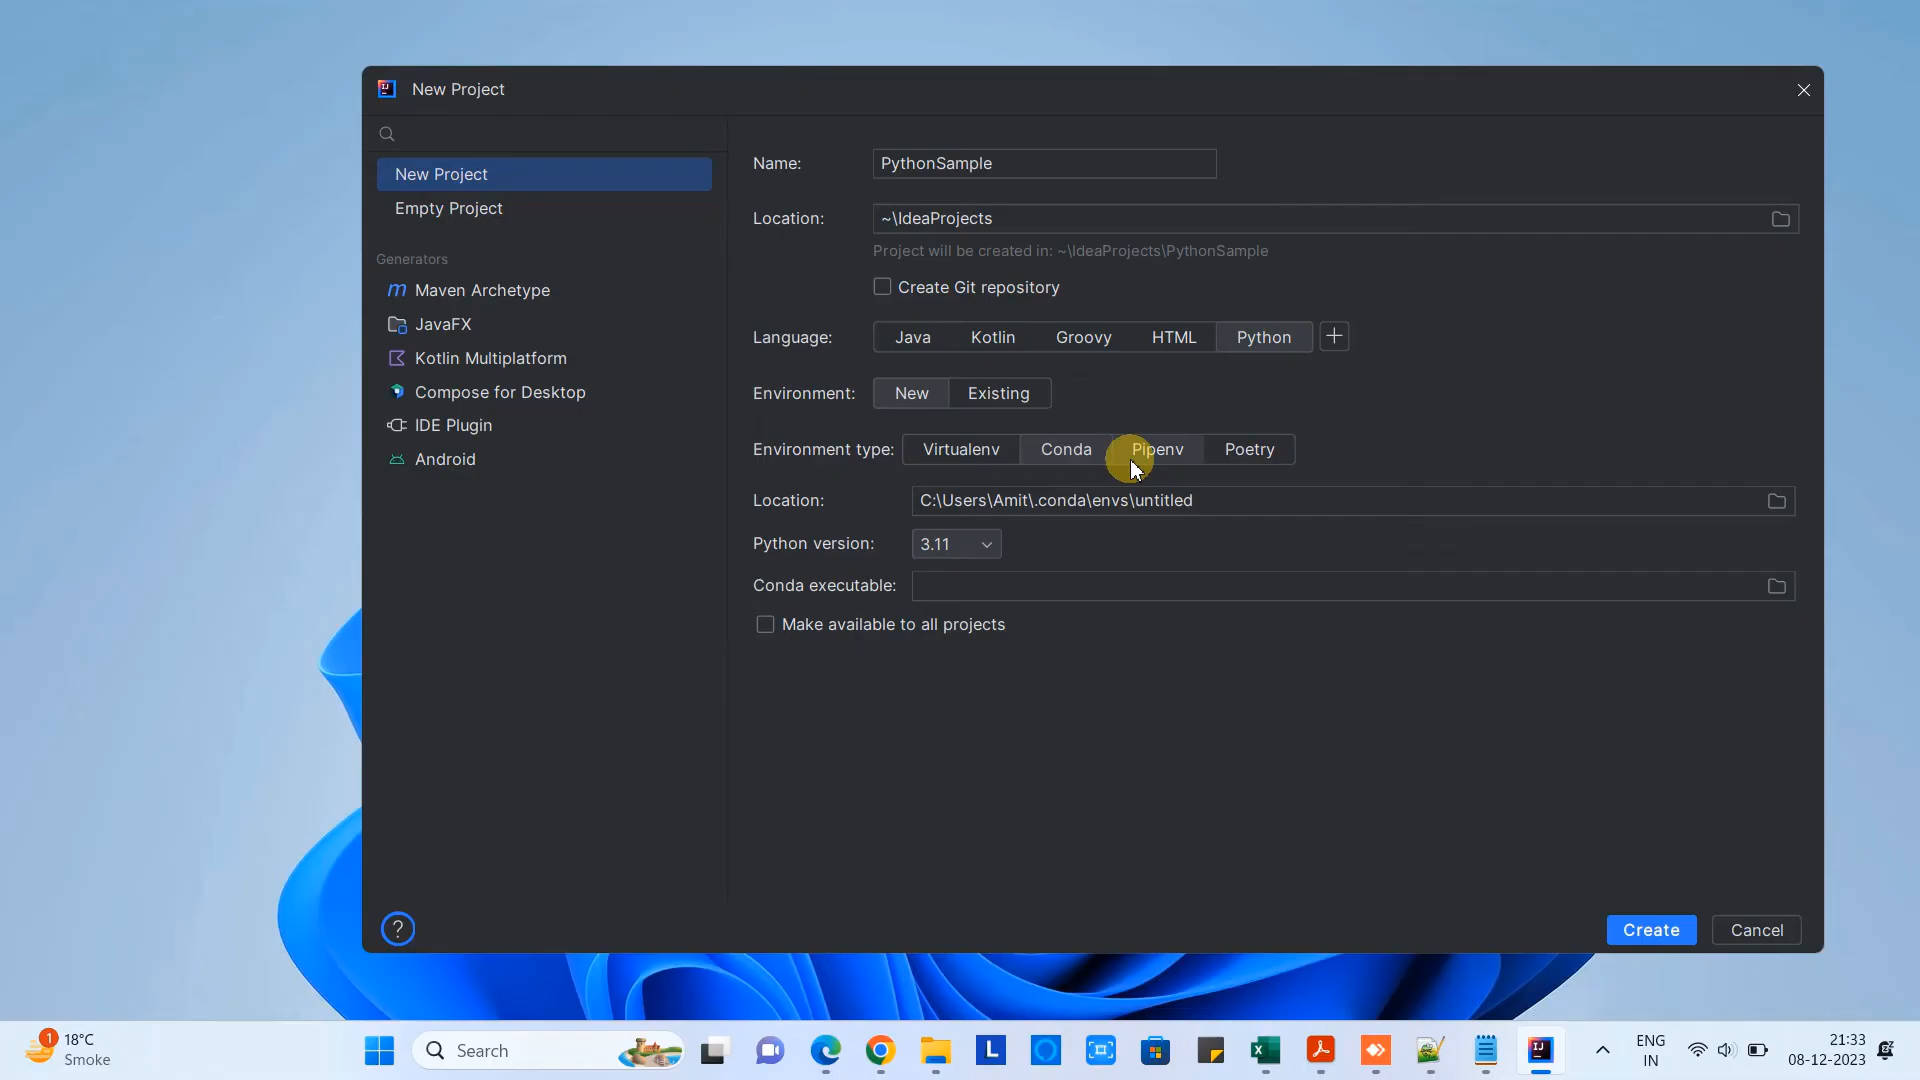 New Project
New Project
Empty Project
Generators
Maven Archetype
JavaFX
Kotlin Multiplatform
Compose for Desktop
IDE Plugin
Android
Name: PythonSample
Location: ~\IdeaProjects
Project will be created in: ~\IdeaProjects\PythonSample
Create Git repository
Language: Java Kotlin Groovy HTML Python
Environment: New Existing
Environment type: Virtualenv Conda Pipenv Poetry
Location: C:\Users\Amit\.conda\envs\untitled
Python version: 3.11
Conda executable:
Make available to all projects
?
Create Cancel
1
18°C
Smoke
Search
L
ENG
IN
21:33
08-12-2023